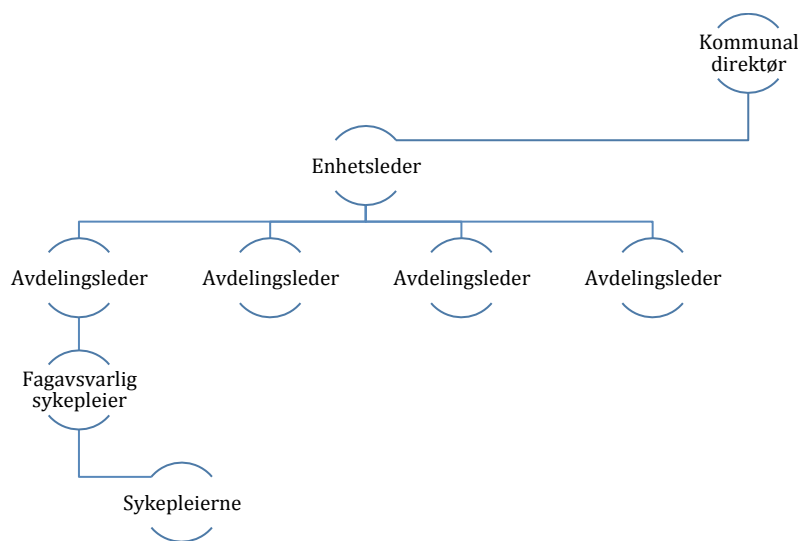 Kommunal
direktør
Enhetsleder
Avdelingsleder
Avdelingsleder
Avdelingsleder
Avdelingsleder
Fagavsvarlig
sykepleier
Sykepleierne